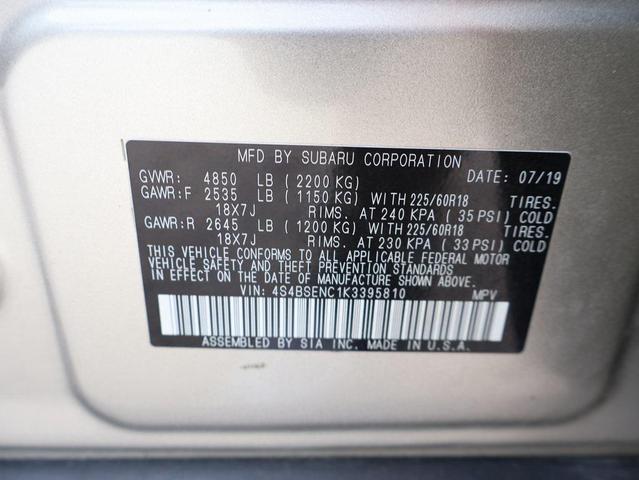 MFD BY SUBARU CORPORATION
GVWR: 4850 LB (2200 KG) DATE: 07/19
GAWR:F 2535 LB (1150 KG) WITH 225/60R18 TIRES.
18X7J RIMS. AT 240 KPA (35 PSI) COLD
GAWR:R 2645 LB (1200 KG) WITH 225/60R18 TIRES.
18X7J RIMS. AT 230 KPA (33 PSI) COLD
THIS VEHICLE CONFORMS TO ALL APPLICABLE FEDERAL MOTOR
VEHICLE SAFETY AND THEFT PREVENTION STANDARDS
IN EFFECT ON THE DATE OF MANUFACTURE SHOWN ABOVE.
VIN: 4S4BSENC1K3395810 MPV
ASSEMBLED BY SIA INC. MADE IN U.S.A.